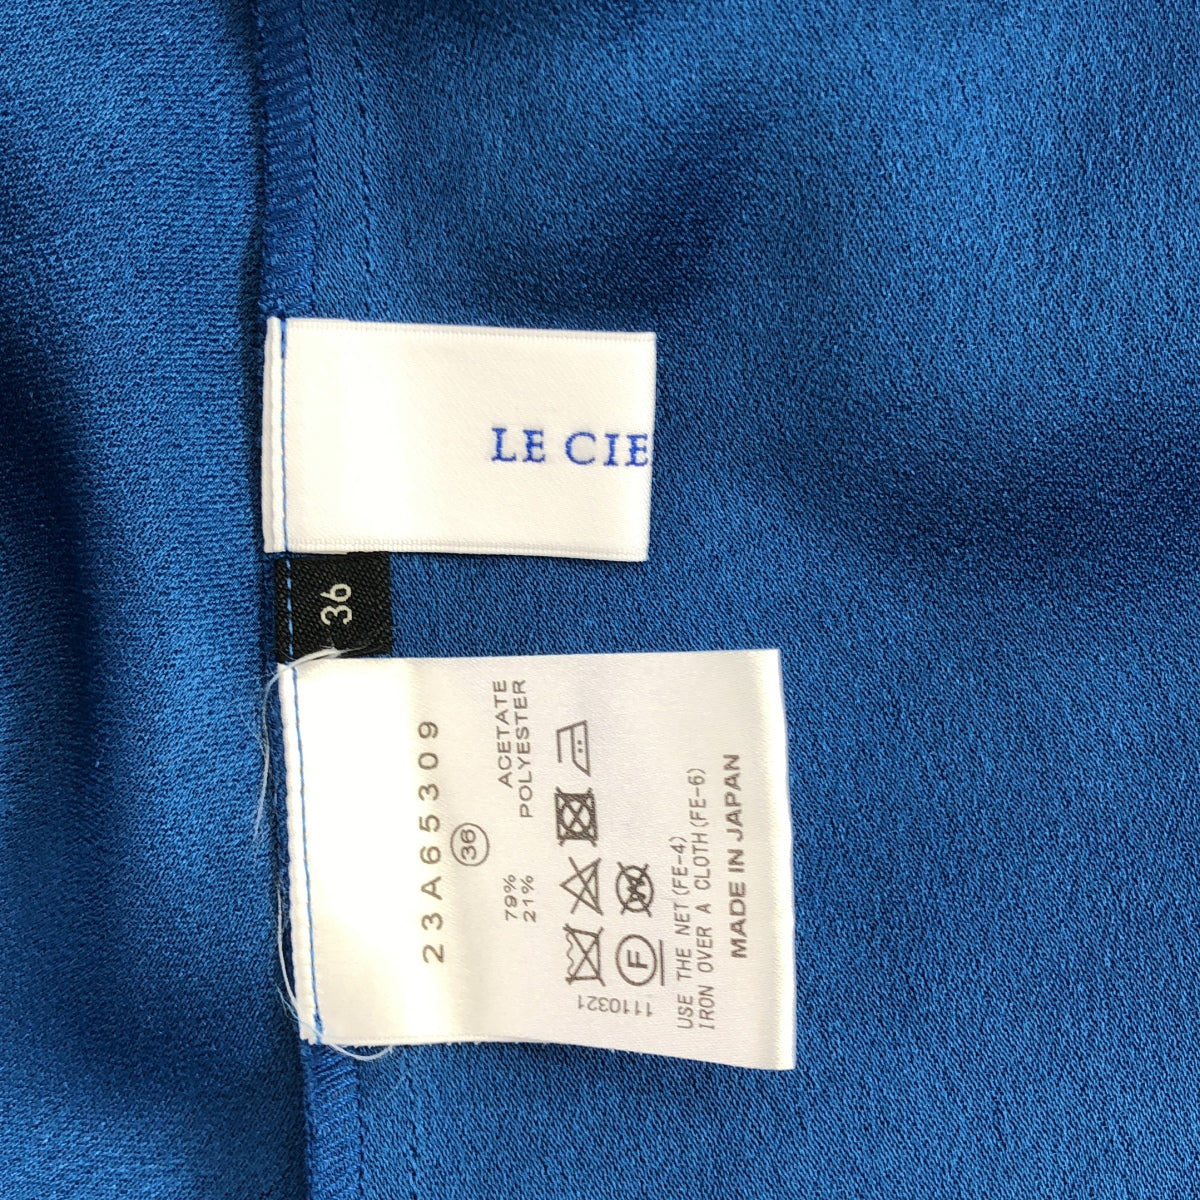 LE CIE
36
23A65309
36
79% ACETATE
21% POLYESTER
F W
1110321
USE THE NET(FE-4)
IRON OVER A CLOTH(FE-6)
MADE IN JAPAN